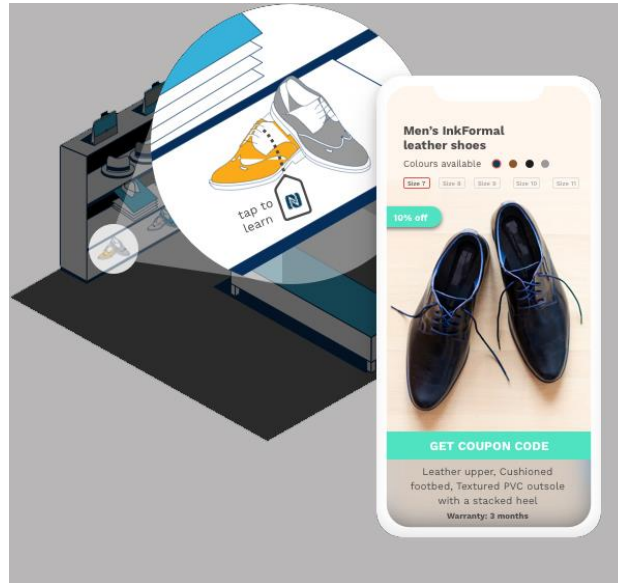 tap to
learn
Men's InkFormal
leather shoes
Colours available
Size 7 Size 8 Size 9 Size 10 Size 11
10% off
GET COUPON CODE
Leather upper, Cushioned
footbed, Textured PVC outsole
with a stacked heel
Warranty: 3 months